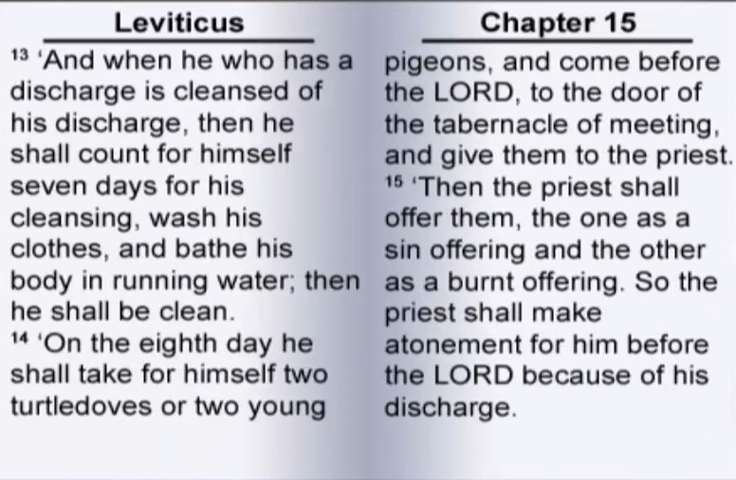 Leviticus
¹³ ‘And when he who has a
discharge is cleansed of
his discharge, then he
shall count for himself
seven days for his
cleansing, wash his
clothes, and bathe his
body in running water; then
he shall be clean.
¹⁴ ‘On the eighth day he
shall take for himself two
turtledoves or two young
Chapter 15
pigeons, and come before
the LORD, to the door of
the tabernacle of meeting,
and give them to the priest.
¹⁵ ‘Then the priest shall
offer them, the one as a
sin offering and the other
as a burnt offering. So the
priest shall make
atonement for him before
the LORD because of his
discharge.